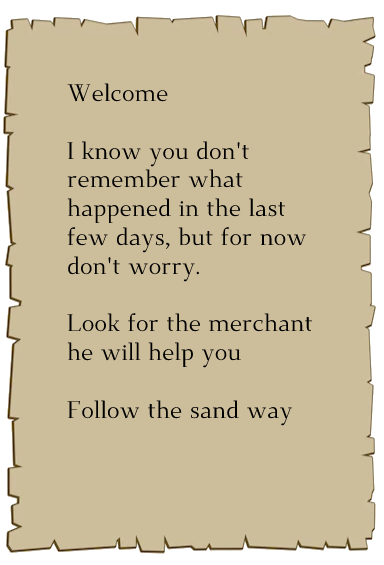 Welcome
I know you don't
remember what
happened in the last
few days, but for now
don't worry.
Look for the merchant
he will help you
Follow the sand way